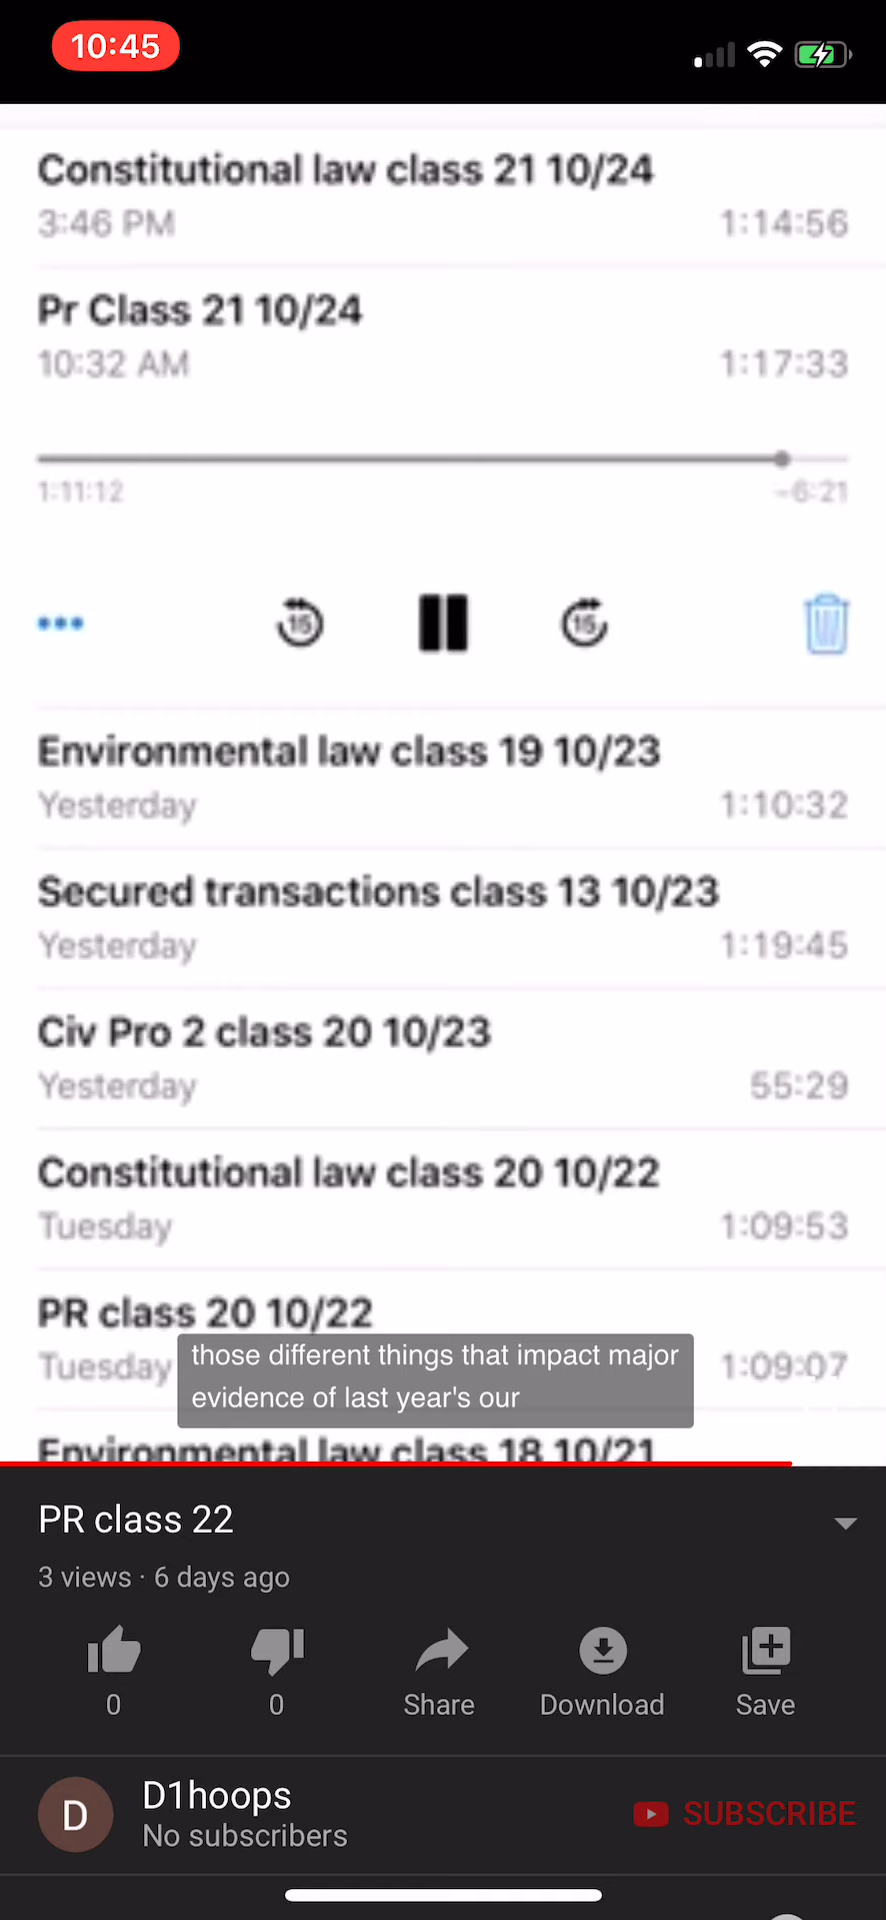 10:45
Constitutional law class 21 10/24
3:46 PM 1:14:56
Pr Class 21 10/24
10:32 AM 1:17:33
1:11:12 -6:21
15 15
Environmental law class 19 10/23
Yesterday 1:10:32
Secured transactions class 13 10/23
Yesterday 1:19:45
Civ Pro 2 class 20 10/23
Yesterday 55:29
Constitutional law class 20 10/22
Tuesday 1:09:53
PR class 20 10/22
Tuesday 1:09:07
those different things that impact major
evidence of last year's our
Environmental law class 18 10/21
PR class 22
3 views · 6 days ago
0 0 Share Download Save
D D1hoops
No subscribers
SUBSCRIBE